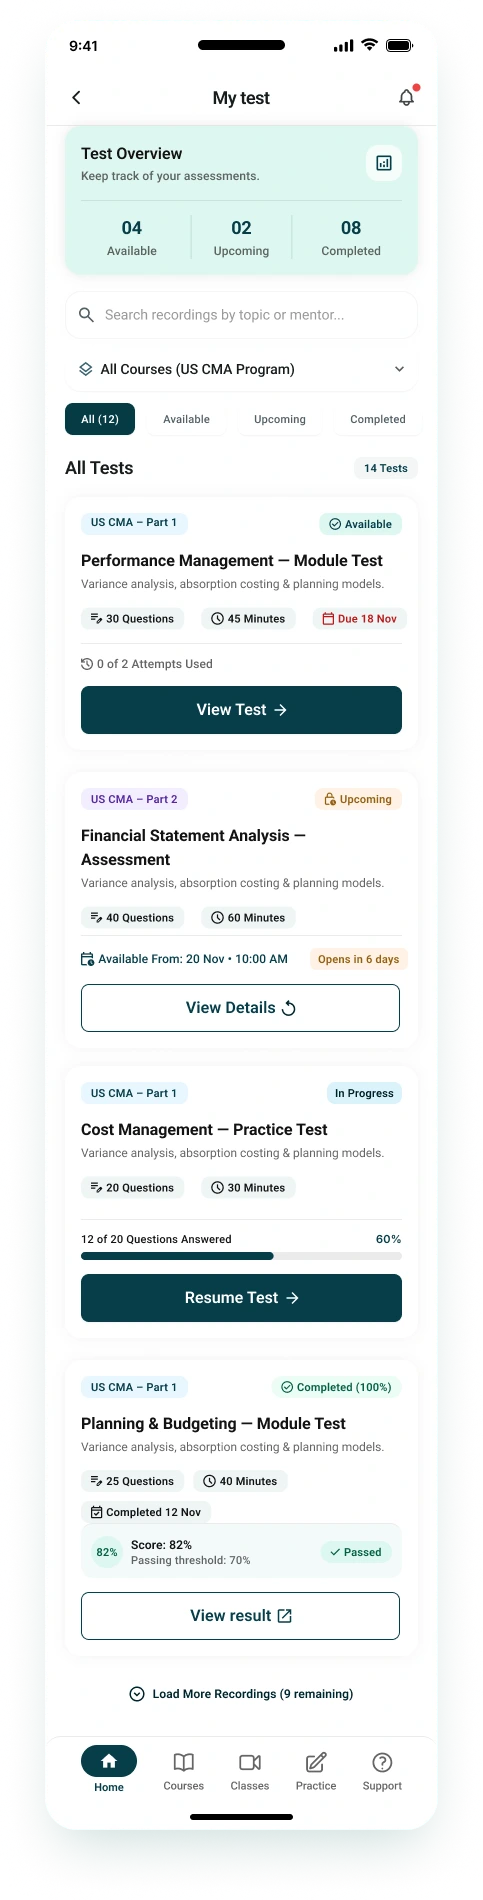 9:41
My test
Test Overview
Keep track of your assessments.
04
02
08
Available
Upcoming
Completed
Search recordings by topic or mentor...
All Courses (US CMA Program)
All (12)
Available
Upcoming
Completed
All Tests
14 Tests
US CMA – Part 1
Available
Performance Management — Module Test
Variance analysis, absorption costing & planning models.
30 Questions
45 Minutes
Due 18 Nov
0 of 2 Attempts Used
View Test
US CMA – Part 2
Upcoming
Financial Statement Analysis —
Assessment
Variance analysis, absorption costing & planning models.
40 Questions
60 Minutes
Available From: 20 Nov • 10:00 AM
Opens in 6 days
View Details
US CMA – Part 1
In Progress
Cost Management — Practice Test
Variance analysis, absorption costing & planning models.
20 Questions
30 Minutes
12 of 20 Questions Answered
60%
Resume Test
US CMA – Part 1
Completed (100%)
Planning & Budgeting — Module Test
Variance analysis, absorption costing & planning models.
25 Questions
40 Minutes
Completed 12 Nov
82%
Score: 82%
Passing threshold: 70%
Passed
View result
Load More Recordings (9 remaining)
Home
Courses
Classes
Practice
Support